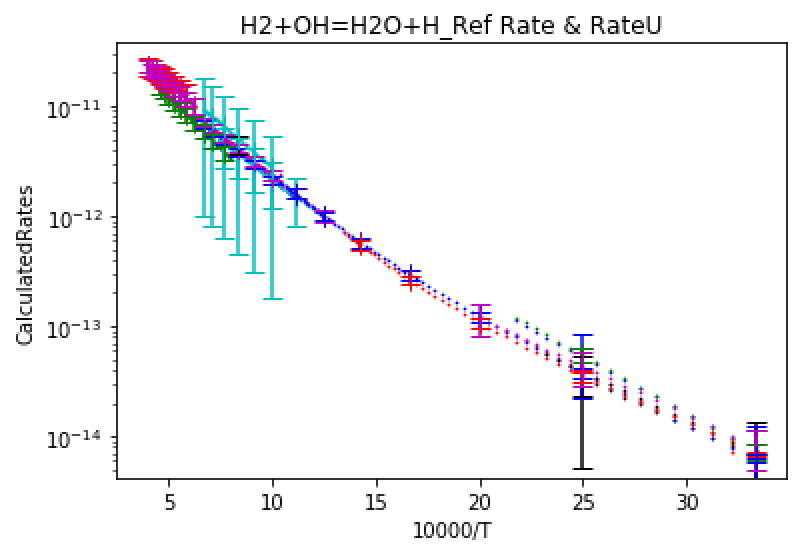 H2+OH=H2O+H_Ref Rate & RateU
CalculatedRates
10⁻¹¹
10⁻¹²
10⁻¹³
10⁻¹⁴
5 10 15 20 25 30
10000/T